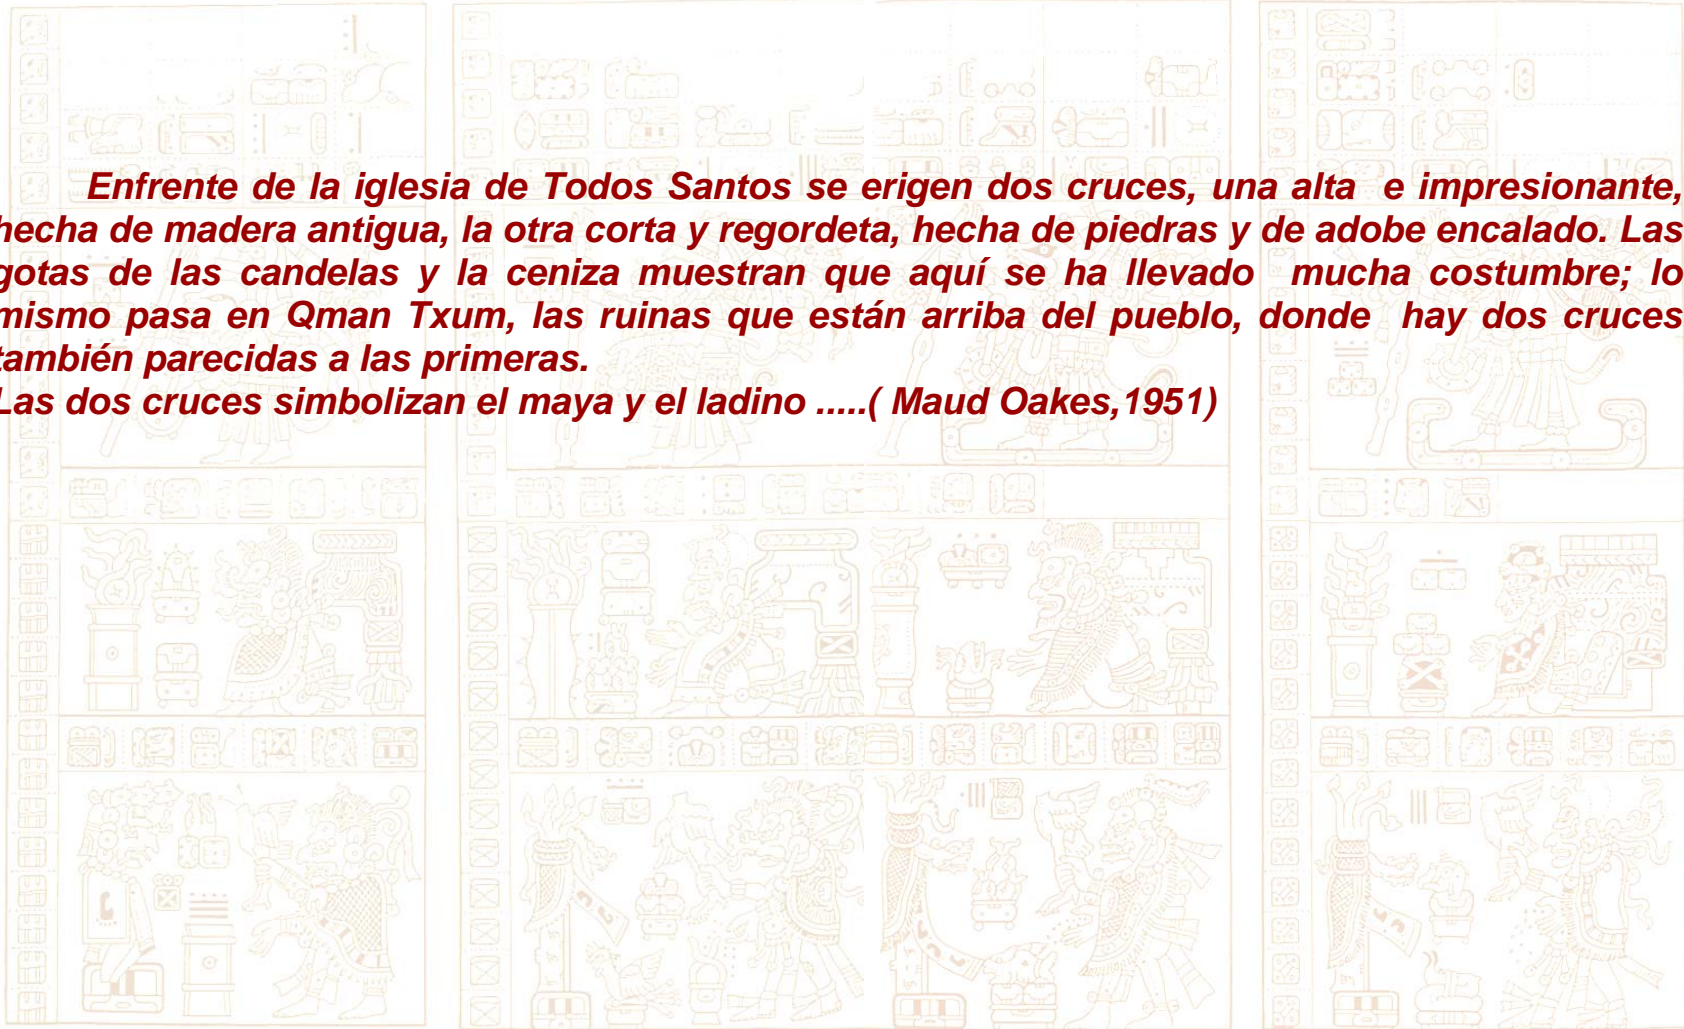 Enfrente de la iglesia de Todos Santos se erigen dos cruces, una alta e impresionante,
hecha de madera antigua, la otra corta y regordeta, hecha de piedras y de adobe encalado. Las
gotas de las candelas y la ceniza muestran que aquí se ha llevado mucha costumbre; lo
mismo pasa en Qman Txum, las ruinas que están arriba del pueblo, donde hay dos cruces
también parecidas a las primeras.
Las dos cruces simbolizan el maya y el ladino .....( Maud Oakes,1951)